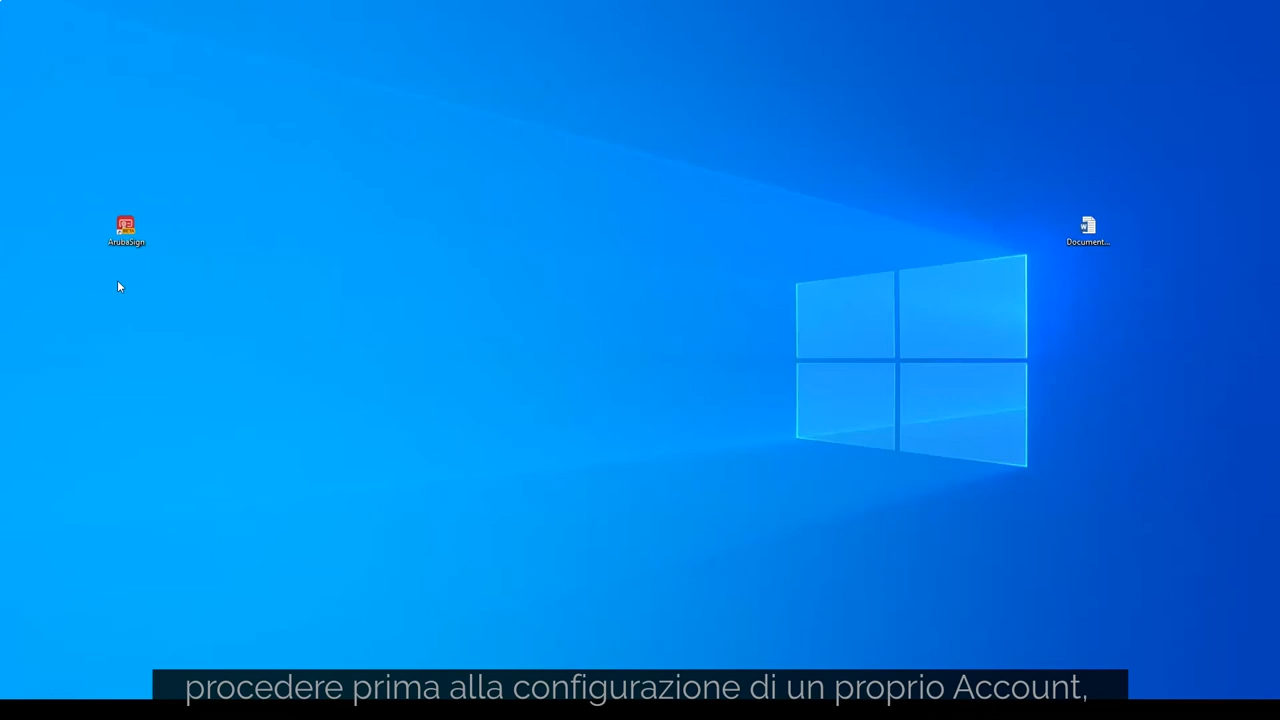 ArubaSign
Document...
procedere prima alla configurazione di un proprio Account,